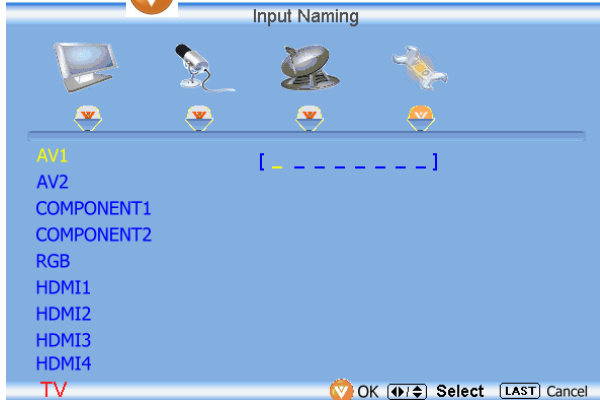 Input Naming
AV1 [ _ _ _ _ _ _ _ _ ]
AV2
COMPONENT1
COMPONENT2
RGB
HDMI1
HDMI2
HDMI3
HDMI4
TV OK Select LAST Cancel